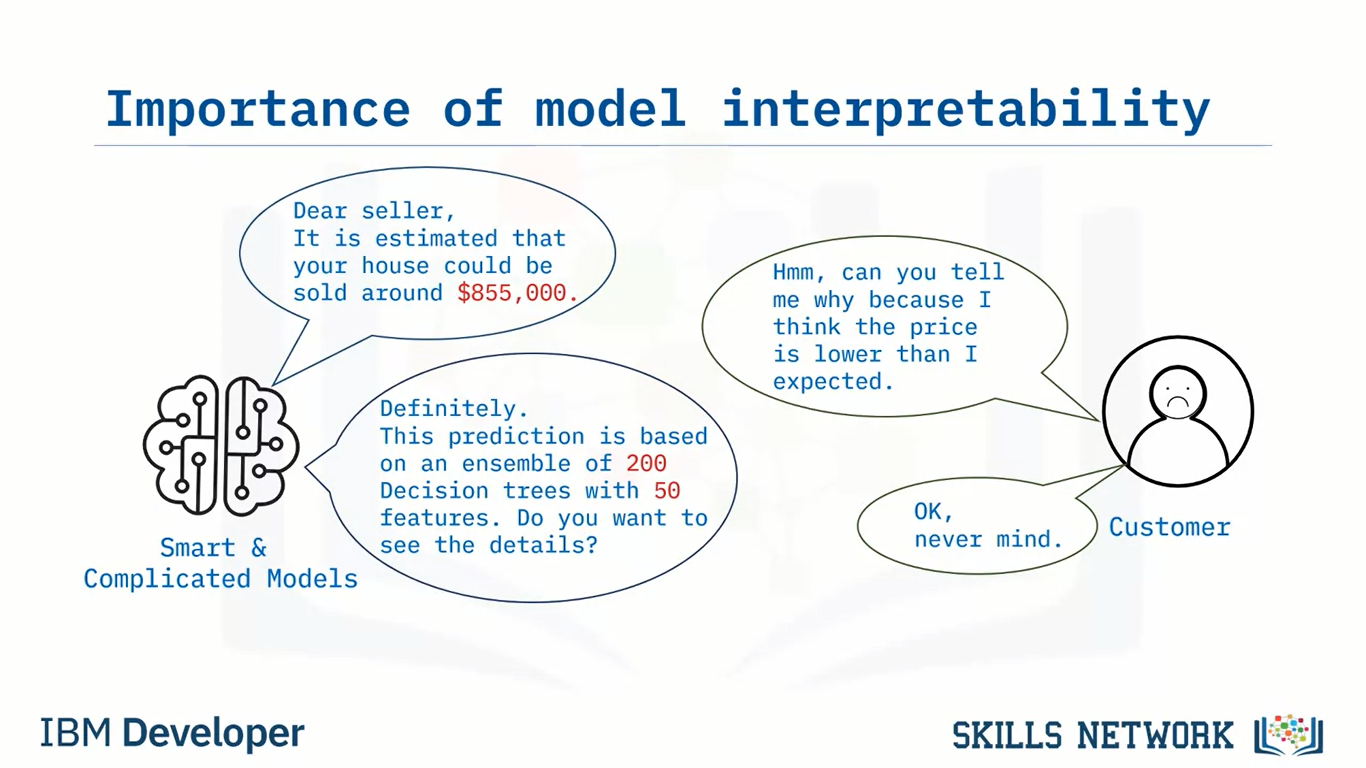 Importance of model interpretability
Dear seller,
It is estimated that
your house could be
sold around $855,000.
Hmm, can you tell
me why because I
think the price
is lower than I
expected.
Definitely.
This prediction is based
on an ensemble of 200
Decision trees with 50
features. Do you want to
see the details?
OK,
never mind.
Customer
Smart &
Complicated Models
IBM Developer
SKILLS NETWORK